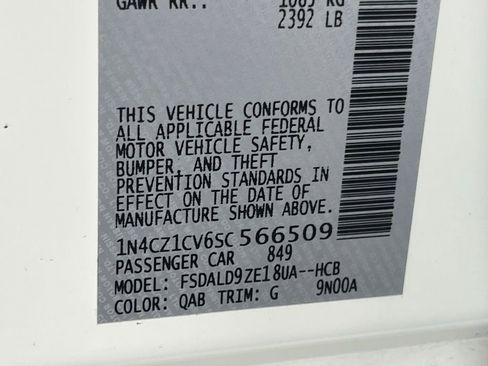 GAWR RR.: 1085 KG
2392 LB
THIS VEHICLE CONFORMS TO
ALL APPLICABLE FEDERAL
MOTOR VEHICLE SAFETY,
BUMPER, AND THEFT
PREVENTION STANDARDS IN
EFFECT ON THE DATE OF
MANUFACTURE SHOWN ABOVE.
1N4CZ1CV6SC566509
PASSENGER CAR 849
MODEL: FSDALD9ZE18UA--HCB
COLOR: QAB TRIM: G 9N00A